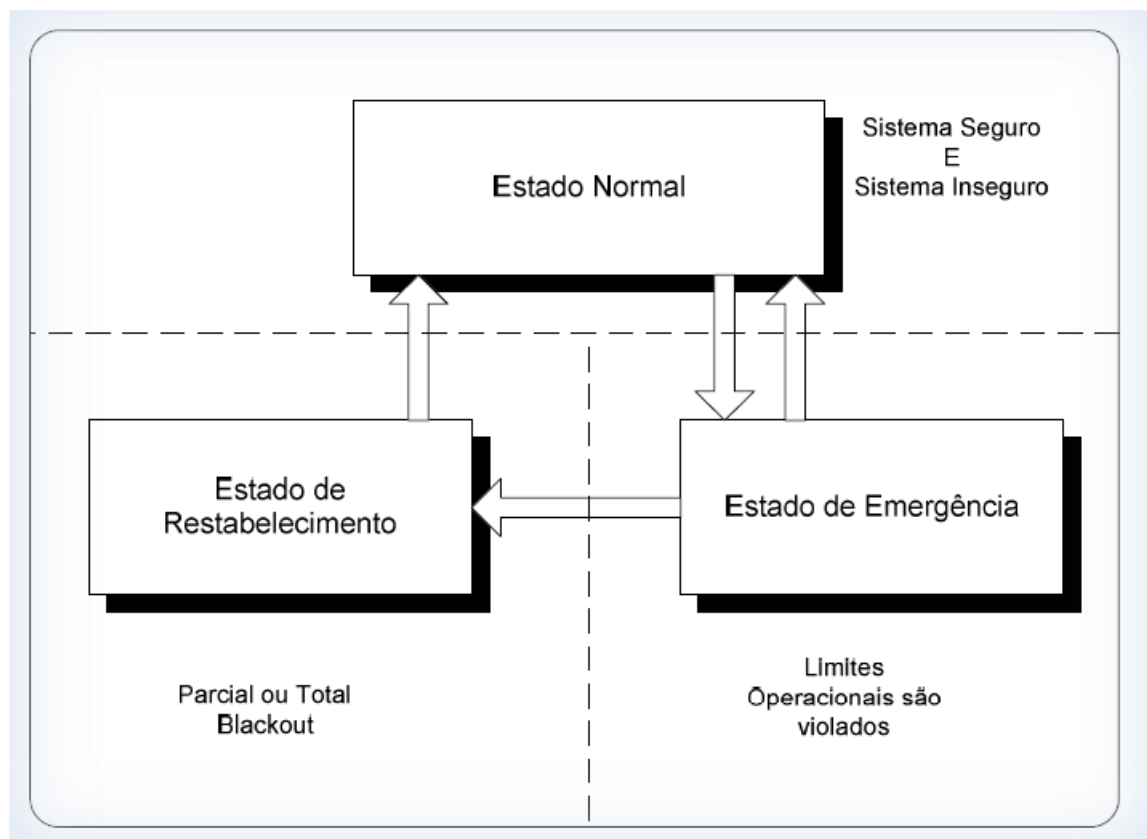 Estado Normal
Sistema Seguro
E
Sistema Inseguro
Estado de
Restabelecimento
Estado de Emergência
Parcial ou Total
Blackout
Limites
Operacionais são
violados